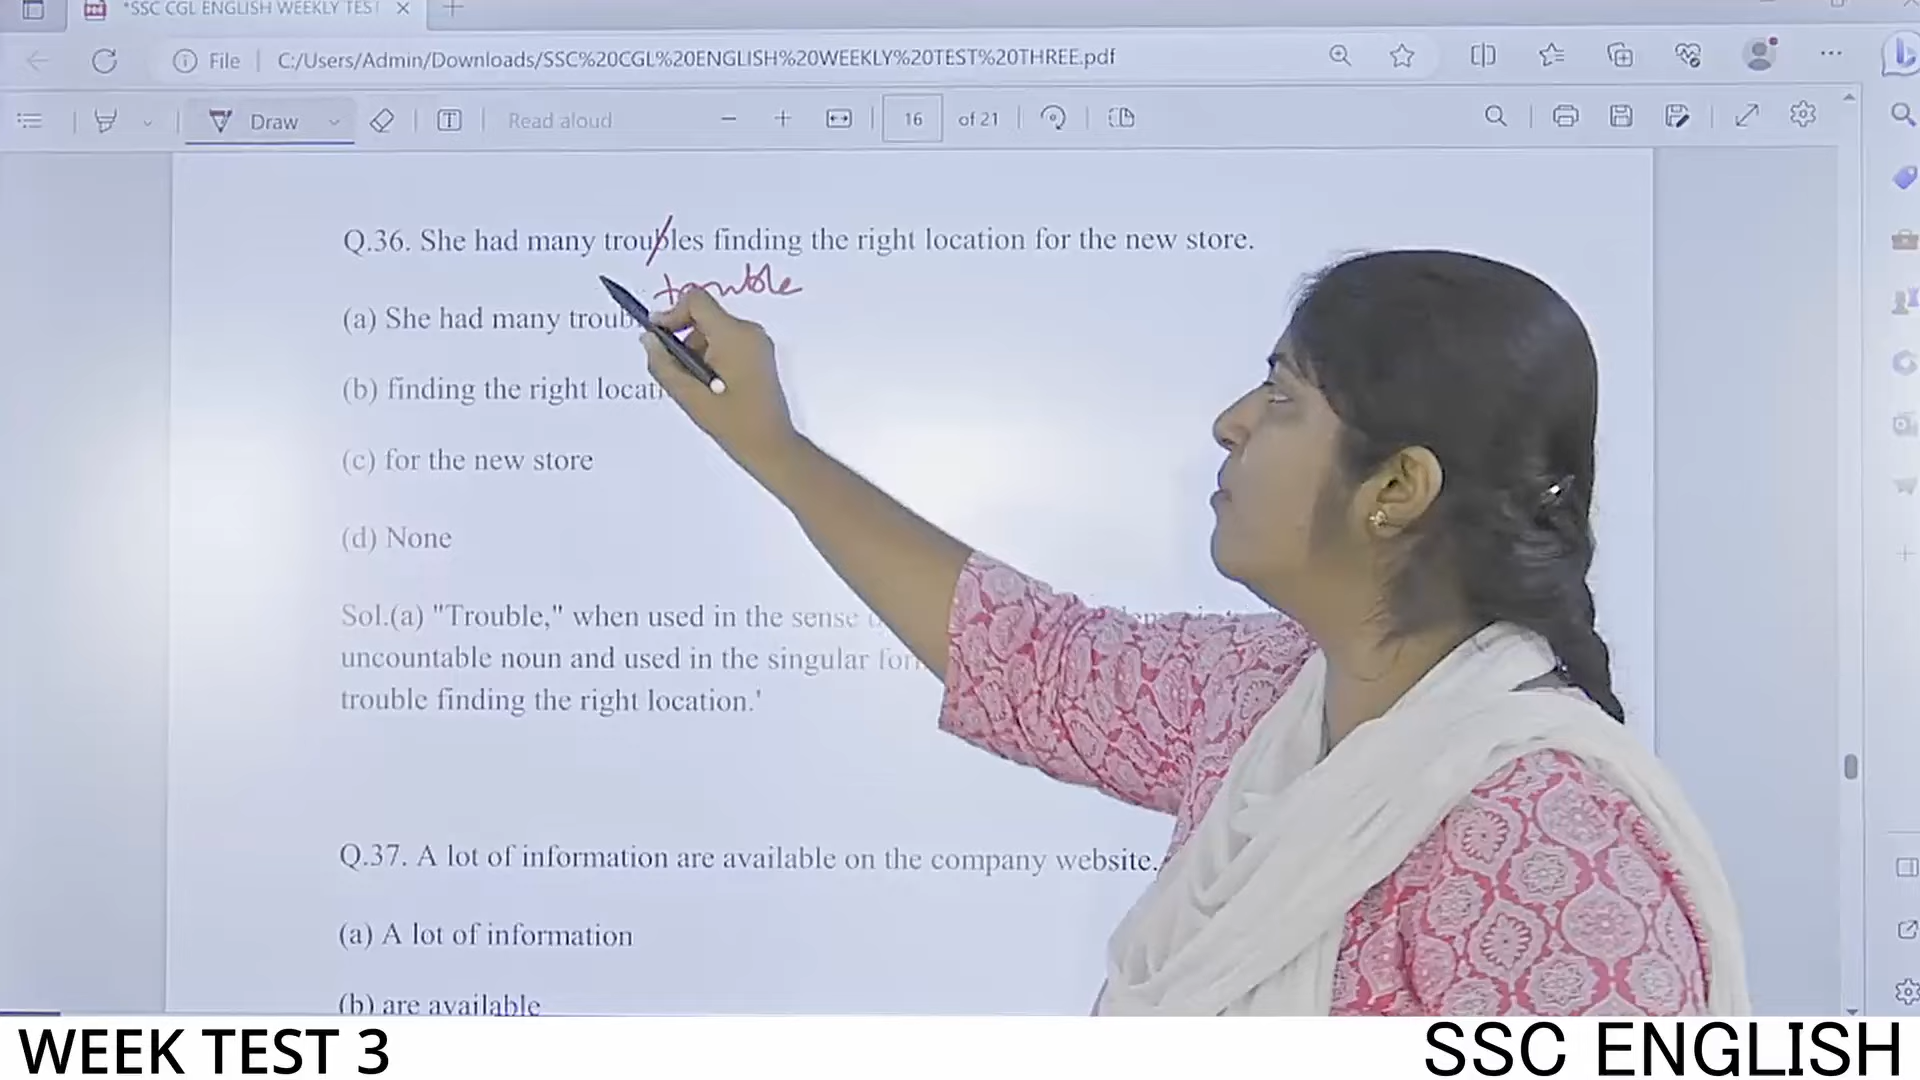 *SSC CGL ENGLISH WEEKLY TEST
File C:/Users/Admin/Downloads/SSC%20CGL%20ENGLISH%20WEEKLY%20TEST%20THREE.pdf
Draw Read aloud 16 of 21
Q.36. She had many troubles finding the right location for the new store.
trouble
(a) She had many
(b) finding the right
(c) for the new store
(d) None
Sol.(a) "Trouble," when used in the sense
uncountable noun and used in the singular
trouble finding the right location.'
Q.37. A lot of information are available on the company website.
(a) A lot of information
(b) are available
WEEK TEST 3
SSC ENGLISH